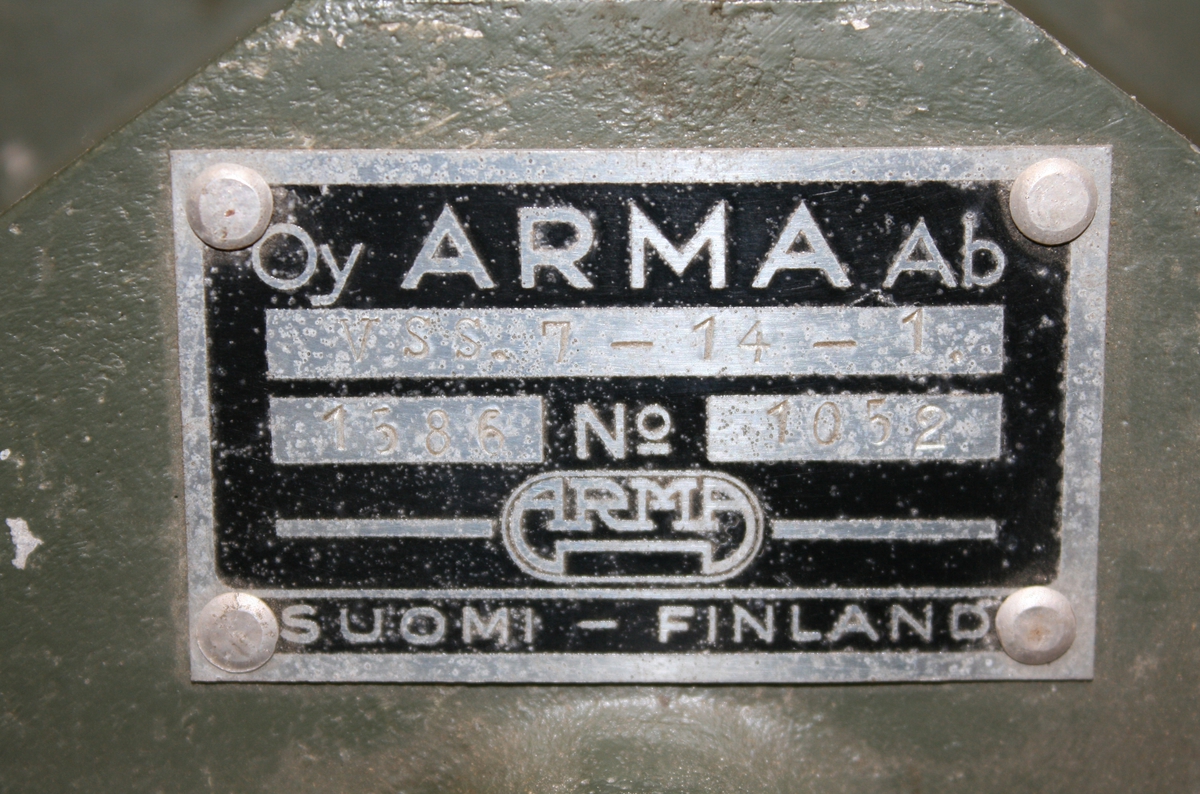 Oy ARMA Ab
VSS. 7 - 14 - 1.
1586 No 1052
ARMA
SUOMI - FINLAND